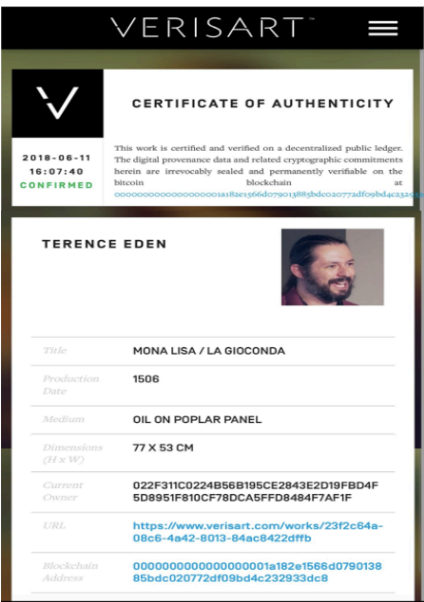 VERISART™
CERTIFICATE OF AUTHENTICITY
2018-06-11
16:07:40
CONFIRMED
This work is certified and verified on a decentralized public ledger.
The digital provenance data and related cryptographic commitments
herein are irrevocably sealed and permanently verifiable on the
bitcoin blockchain at
TERENCE EDEN
Title MONA LISA / LA GIOCONDA
Production 1506
Date
Medium OIL ON POPLAR PANEL
Dimensions 77 X 53 CM
(H x W)
Current 022F311C0224B56B195CE2843E2D19FBD4F
Owner 5D8951F810CF78DCA5FFD8484F7AF1F
URL https://www.verisart.com/works/23f2c64a-
08c6-4a42-8013-84ac8422dffb
Blockchain 0000000000000000001a182e1566d0790138
Address 85bdc020772df09bd4c232933dc8